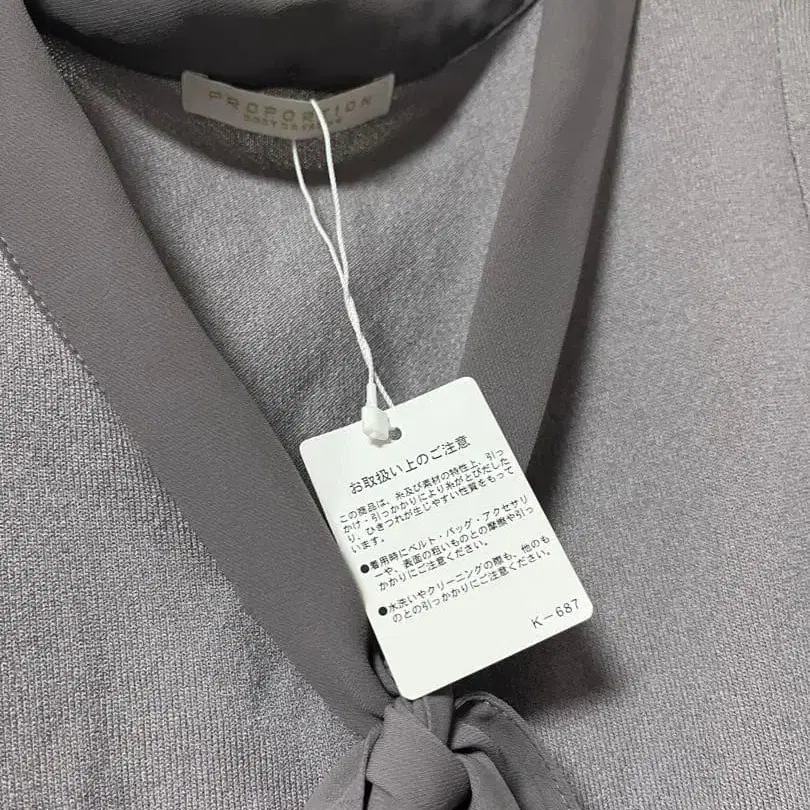 PROPORTION
BODY DRESSING
お取扱い上のご注意
この商品は、糸及び素材の特性上、引っ
かけ・引っかかりにより糸がとびだした
り、ひきつれが生じやすい性質をもって
います。
●着用時にベルト・バッグ・アクセサリ
ーや、表面の粗いものとの摩擦や引っ
かかりにご注意ください。
●水洗いやクリーニングの際も、他のも
のとの引っかかりにご注意ください。
K－687